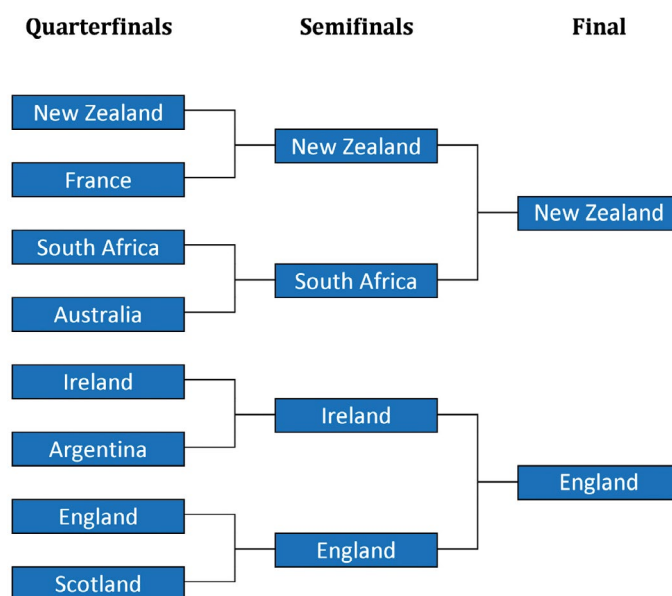 Quarterfinals
Semifinals
Final
New Zealand
France
South Africa
Australia
Ireland
Argentina
England
Scotland
New Zealand
South Africa
Ireland
England
New Zealand
England